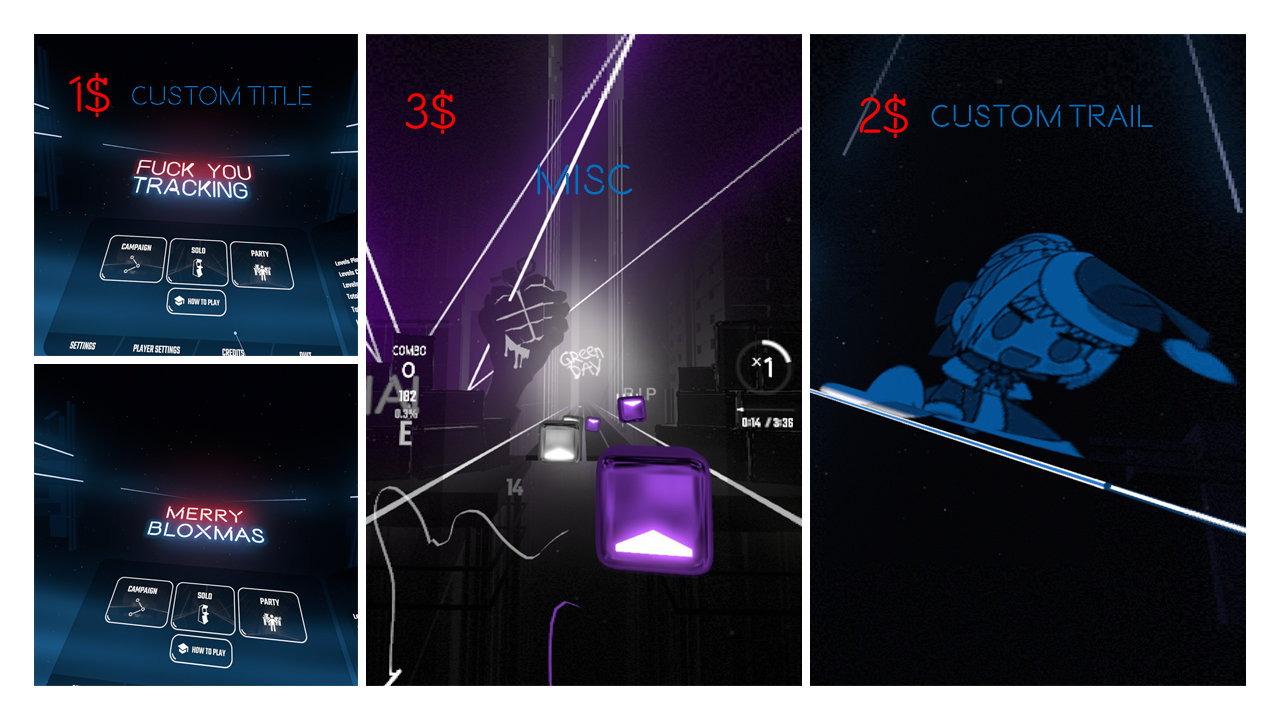 1$ CUSTOM TITLE
FUCK YOU
TRACKING
CAMPAIGN
SOLO
PARTY
HOW TO PLAY
SETTINGS
PLAYER SETTINGS
CREDITS
MERRY
BLOXMAS
CAMPAIGN
SOLO
PARTY
HOW TO PLAY
3$
MISC
COMBO
0
182
0.3%
E
GREEN
DAY
RIP
14
x1
0:14 / 3:36
2$ CUSTOM TRAIL